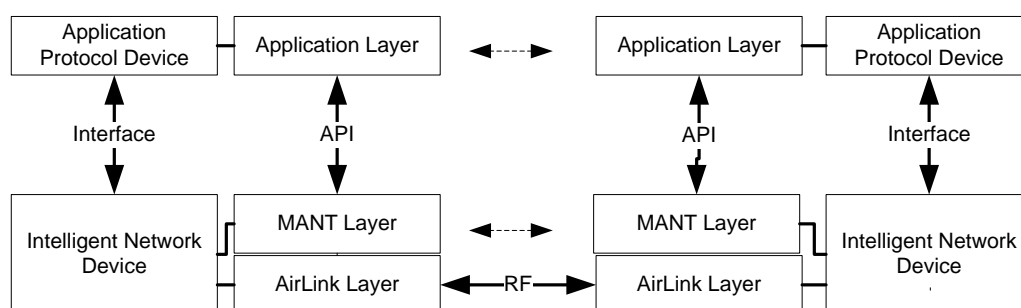 Application
Protocol Device
Application Layer
Application Layer
Application
Protocol Device
Interface
API
API
Interface
Intelligent Network
Device
MANT Layer
AirLink Layer
RF
MANT Layer
AirLink Layer
Intelligent Network
Device